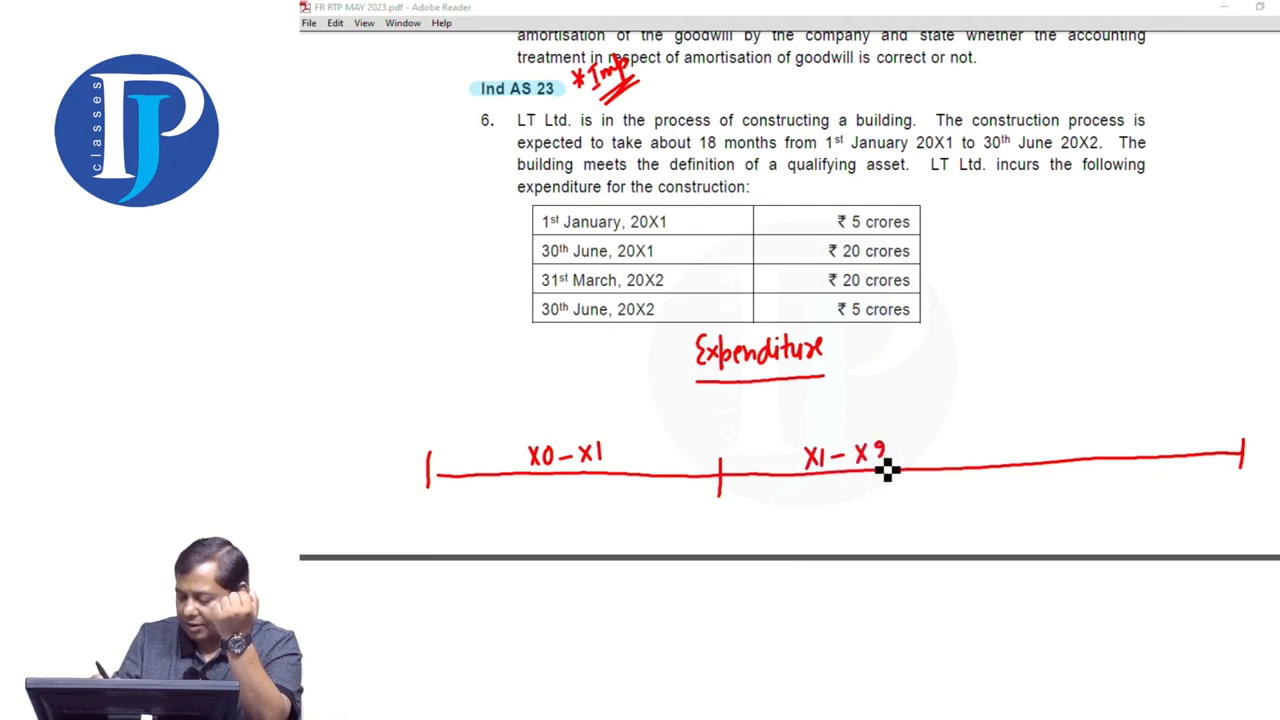 FR RTP MAY 2023.pdf - Adobe Reader
File Edit View Window Help
amortisation of the goodwill by the company and state whether the accounting
treatment in respect of amortisation of goodwill is correct or not.
*Imp
Ind AS 23
6. LT Ltd. is in the process of constructing a building. The construction process is
expected to take about 18 months from 1st January 20X1 to 30th June 20X2. The
building meets the definition of a qualifying asset. LT Ltd. incurs the following
expenditure for the construction:
1st January, 20X1 ₹ 5 crores
30th June, 20X1 ₹ 20 crores
31st March, 20X2 ₹ 20 crores
30th June, 20X2 ₹ 5 crores
Expenditure
X0-X1 X1-X
PJ
classes